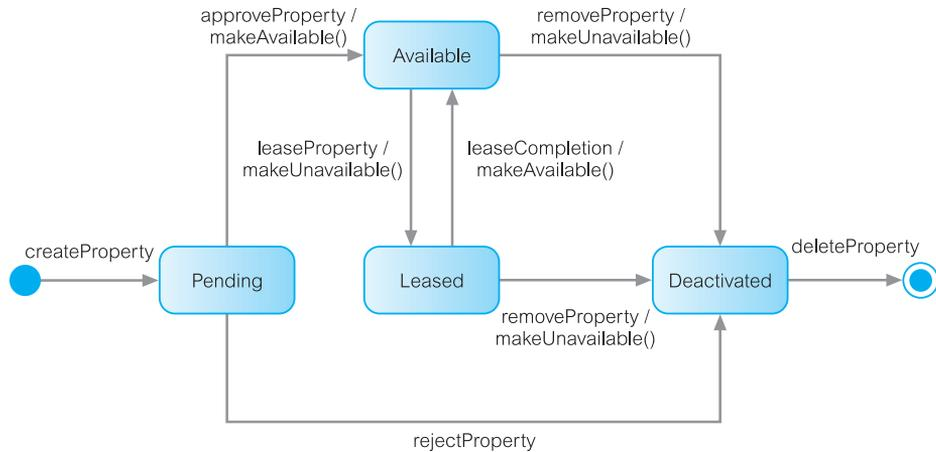 approveProperty /
makeAvailable()
removeProperty /
makeUnavailable()
Available
leaseProperty /
makeUnavailable()
leaseCompletion /
makeAvailable()
createProperty
deleteProperty
Pending
Leased
Deactivated
removeProperty /
makeUnavailable()
rejectProperty